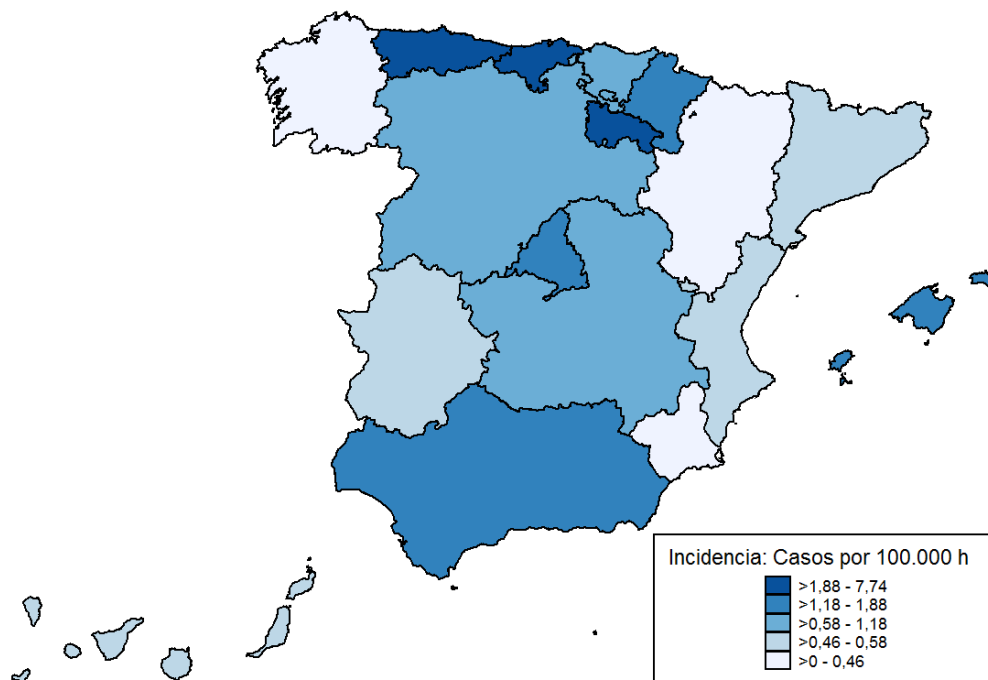 Incidencia: Casos por 100.000 h
>1,88 - 7,74
>1,18 - 1,88
>0,58 - 1,18
>0,46 - 0,58
>0 - 0,46